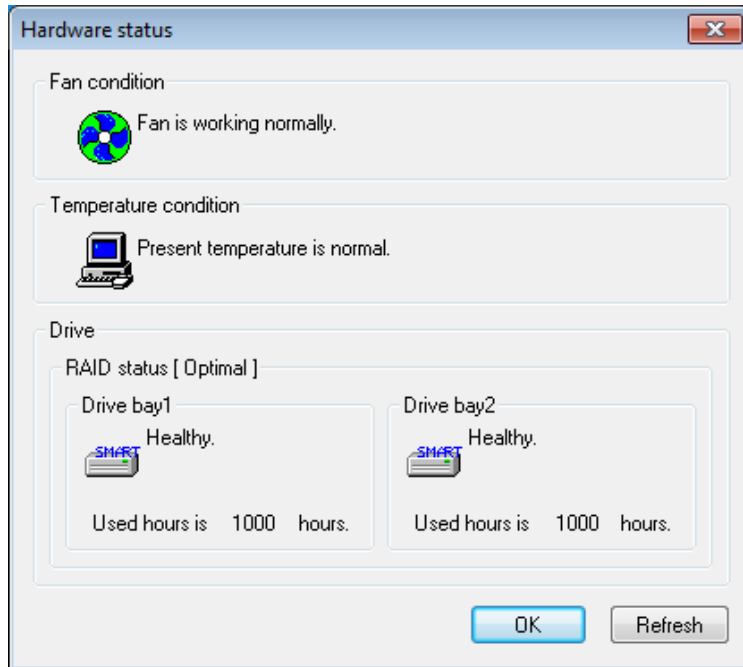 Hardware status
Fan condition
Fan is working normally.
Temperature condition
Present temperature is normal.
Drive
RAID status [ Optimal ]
Drive bay1
SMART
Healthy.
Used hours is 1000 hours.
Drive bay2
SMART
Healthy.
Used hours is 1000 hours.
OK
Refresh